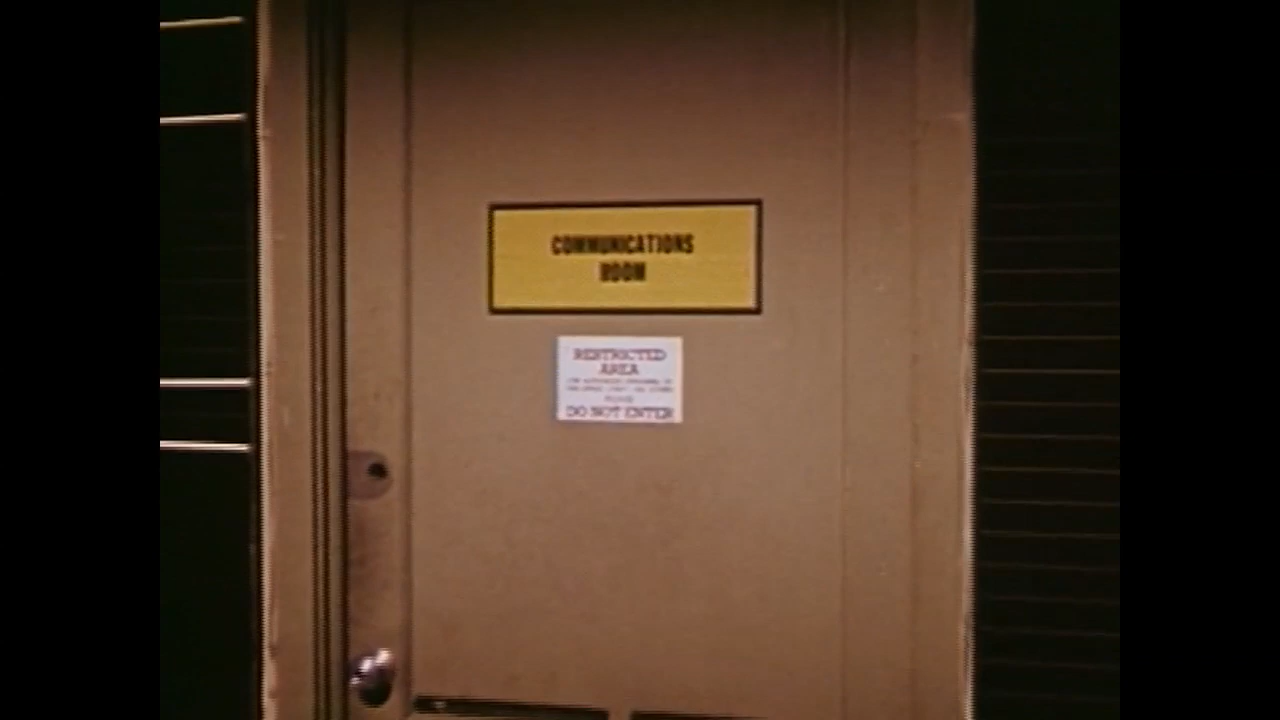 COMMUNICATIONS
ROOM
RESTRICTED
AREA
DO NOT ENTER